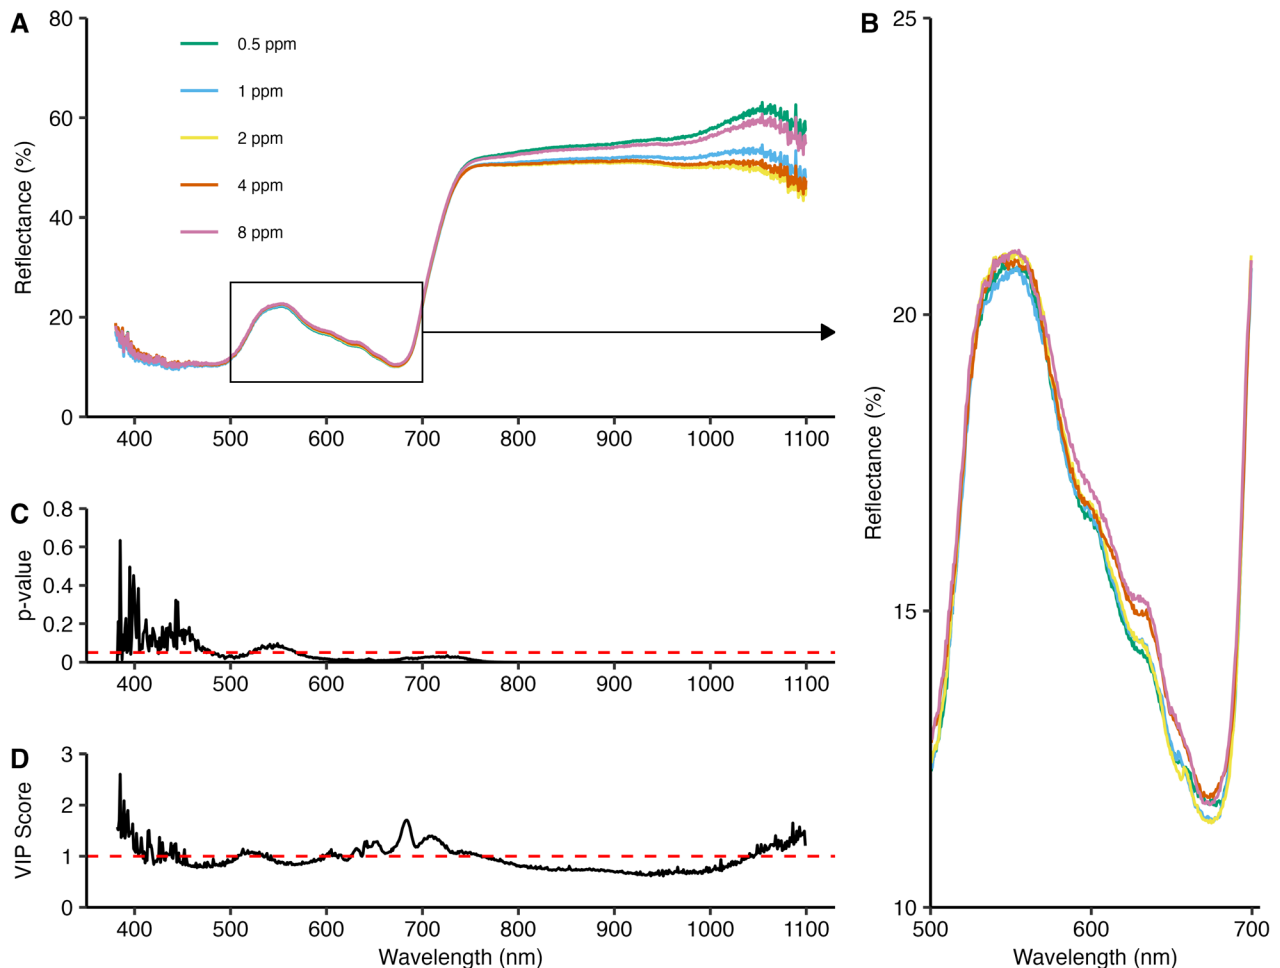 A
80
60
40
20
0
Reflectance (%)
0.5 ppm
1 ppm
2 ppm
4 ppm
8 ppm
400 500 600 700 800 900 1000 1100
B
25
20
15
10
Reflectance (%)
500 600 700
Wavelength (nm)
C
0.8
0.6
0.4
0.2
0
p-value
400 500 600 700 800 900 1000 1100
D
3
2
1
0
VIP Score
400 500 600 700 800 900 1000 1100
Wavelength (nm)